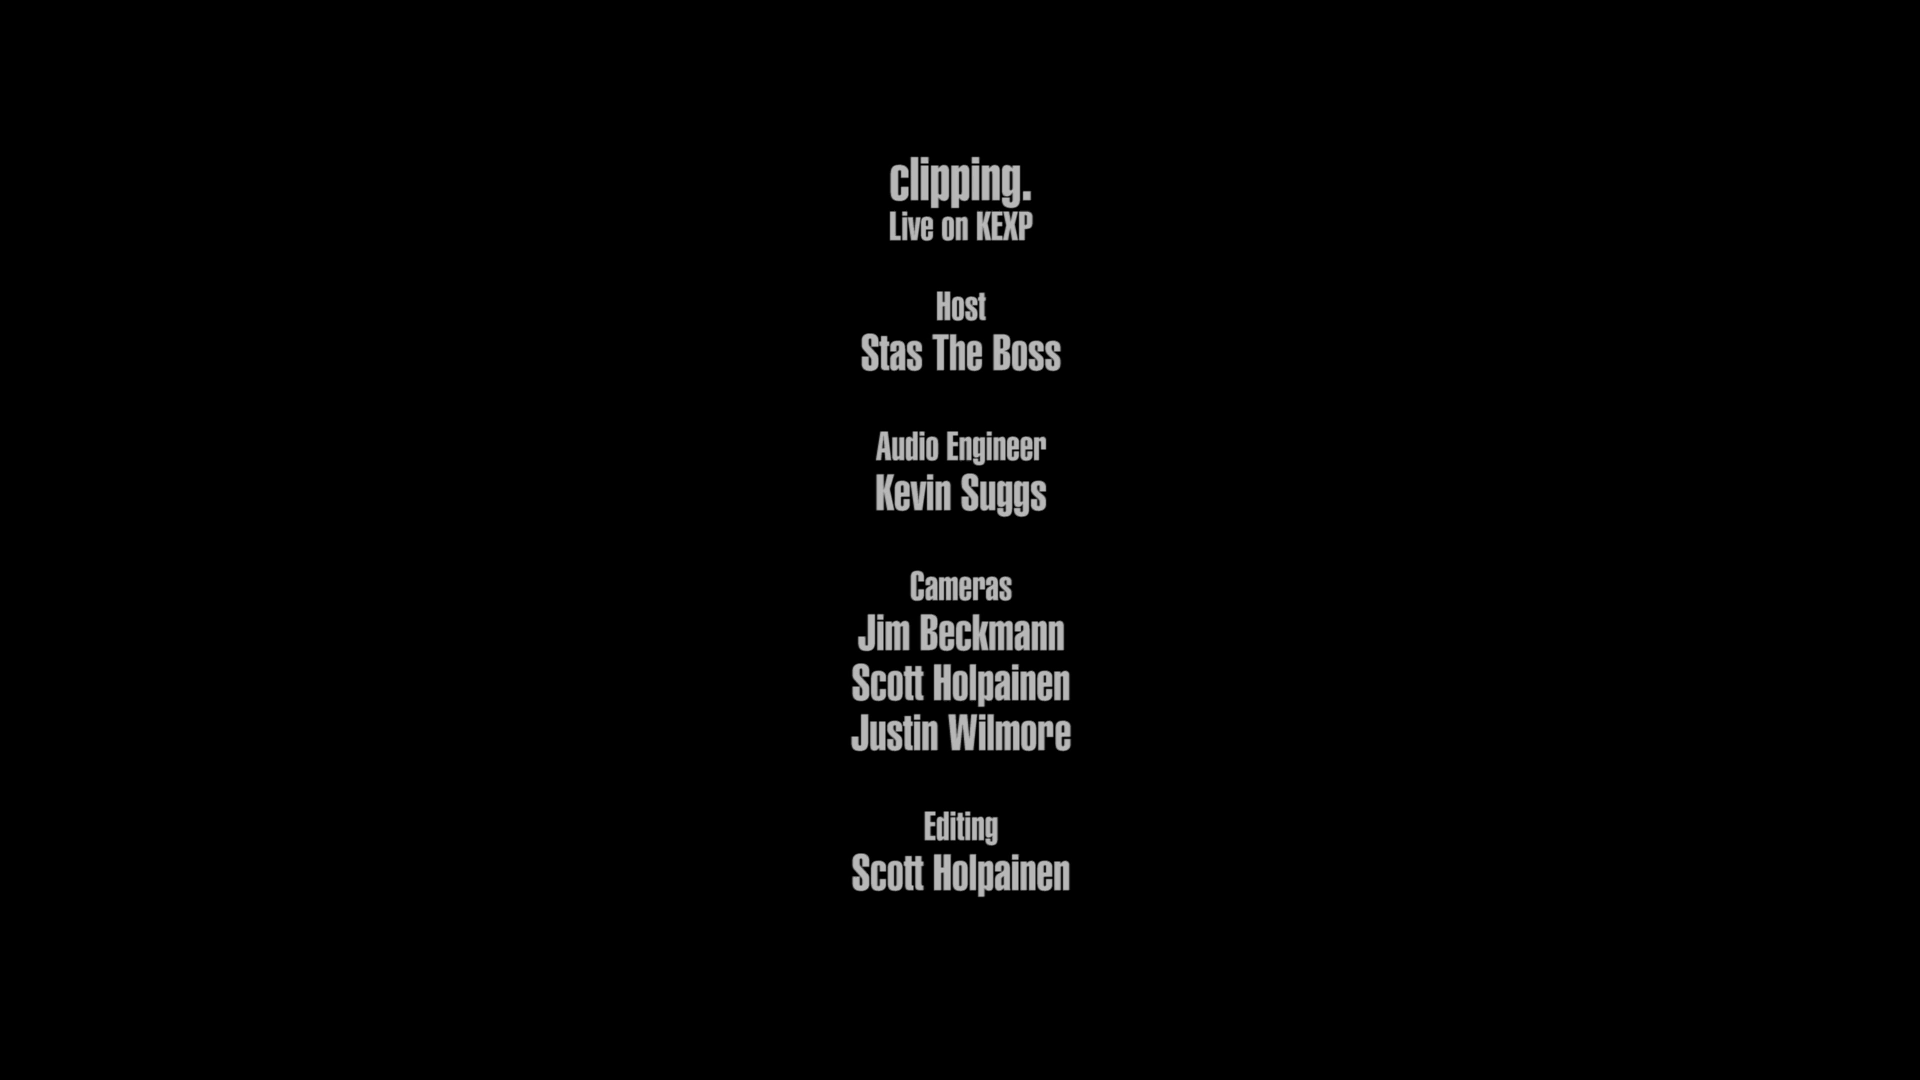 clipping.
Live on KEXP
Host
Stas The Boss
Audio Engineer
Kevin Suggs
Cameras
Jim Beckmann
Scott Holpainen
Justin Wilmore
Editing
Scott Holpainen